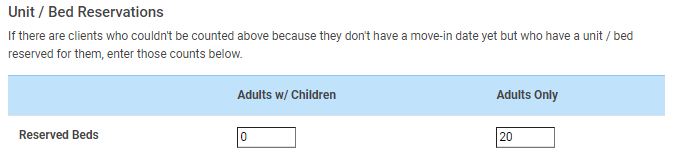 Unit / Bed Reservations
If there are clients who couldn't be counted above because they don't have a move-in date yet but who have a unit / bed
reserved for them, enter those counts below.
Adults w/ Children Adults Only
Reserved Beds 0 20